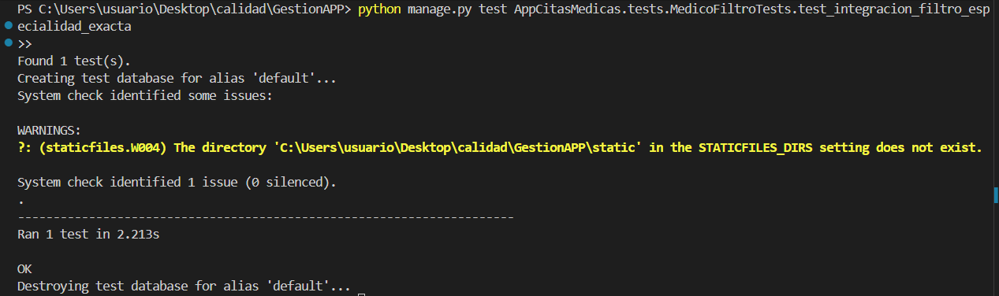 PS C:\Users\usuario\Desktop\calidad\GestionAPP> python manage.py test AppCitasMedicas.tests.MedicoFiltroTests.test_integracion_filtro_esp
ecialidad_exacta
>>
Found 1 test(s).
Creating test database for alias 'default'...
System check identified some issues:
WARNINGS:
?: (staticfiles.W004) The directory 'C:\Users\usuario\Desktop\calidad\GestionAPP\static' in the STATICFILES_DIRS setting does not exist.
System check identified 1 issue (0 silenced).
.
----------------------------------------------------------------------
Ran 1 test in 2.213s
OK
Destroying test database for alias 'default'...